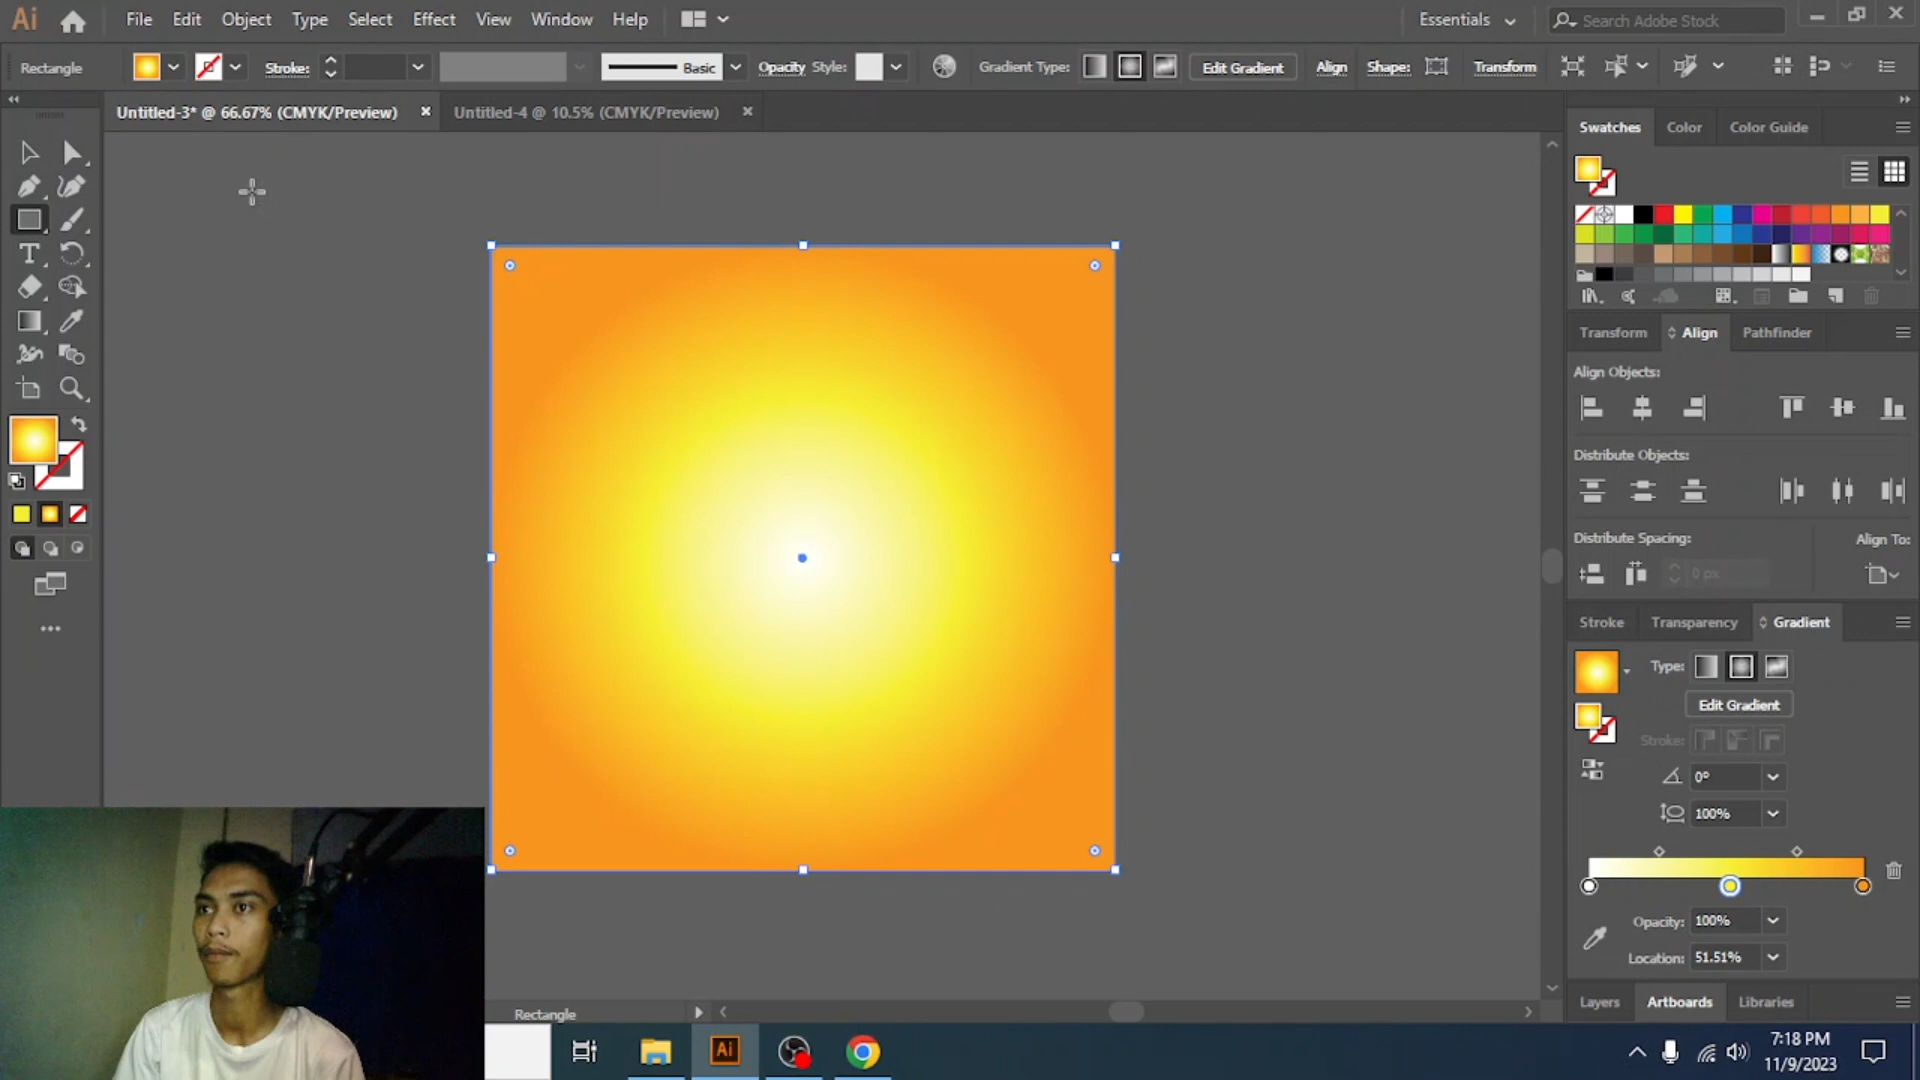 Ai File Edit Object Type Select Effect View Window Help Essentials Search Adobe Stock
Rectangle Stroke: Basic Opacity Style: Gradient Type: Edit Gradient Align Shape: Transform
Untitled-3* @ 66.67% (CMYK/Preview) Untitled-4 @ 10.5% (CMYK/Preview)
Swatches Color Color Guide
Transform Align Pathfinder
Align Objects:
Distribute Objects:
Distribute Spacing: Align To:
0 px
Stroke Transparency Gradient
Type:
Edit Gradient
Stroke:
0°
100%
Opacity: 100%
Location: 51.51%
Layers Artboards Libraries
Rectangle
Ai
7:18 PM
11/9/2023